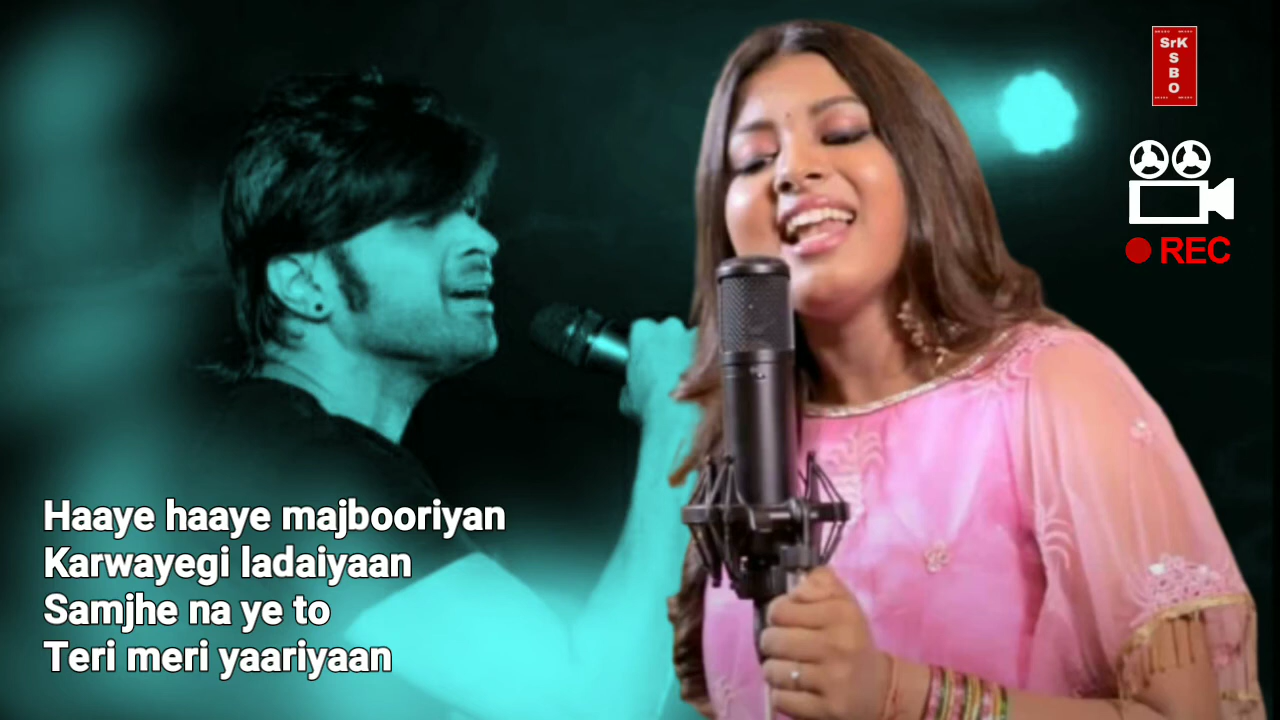 SrK
S
B
O
REC
Haaye haaye majbooriyan
Karwayegi ladaiyaan
Samjhe na ye to
Teri meri yaariyaan